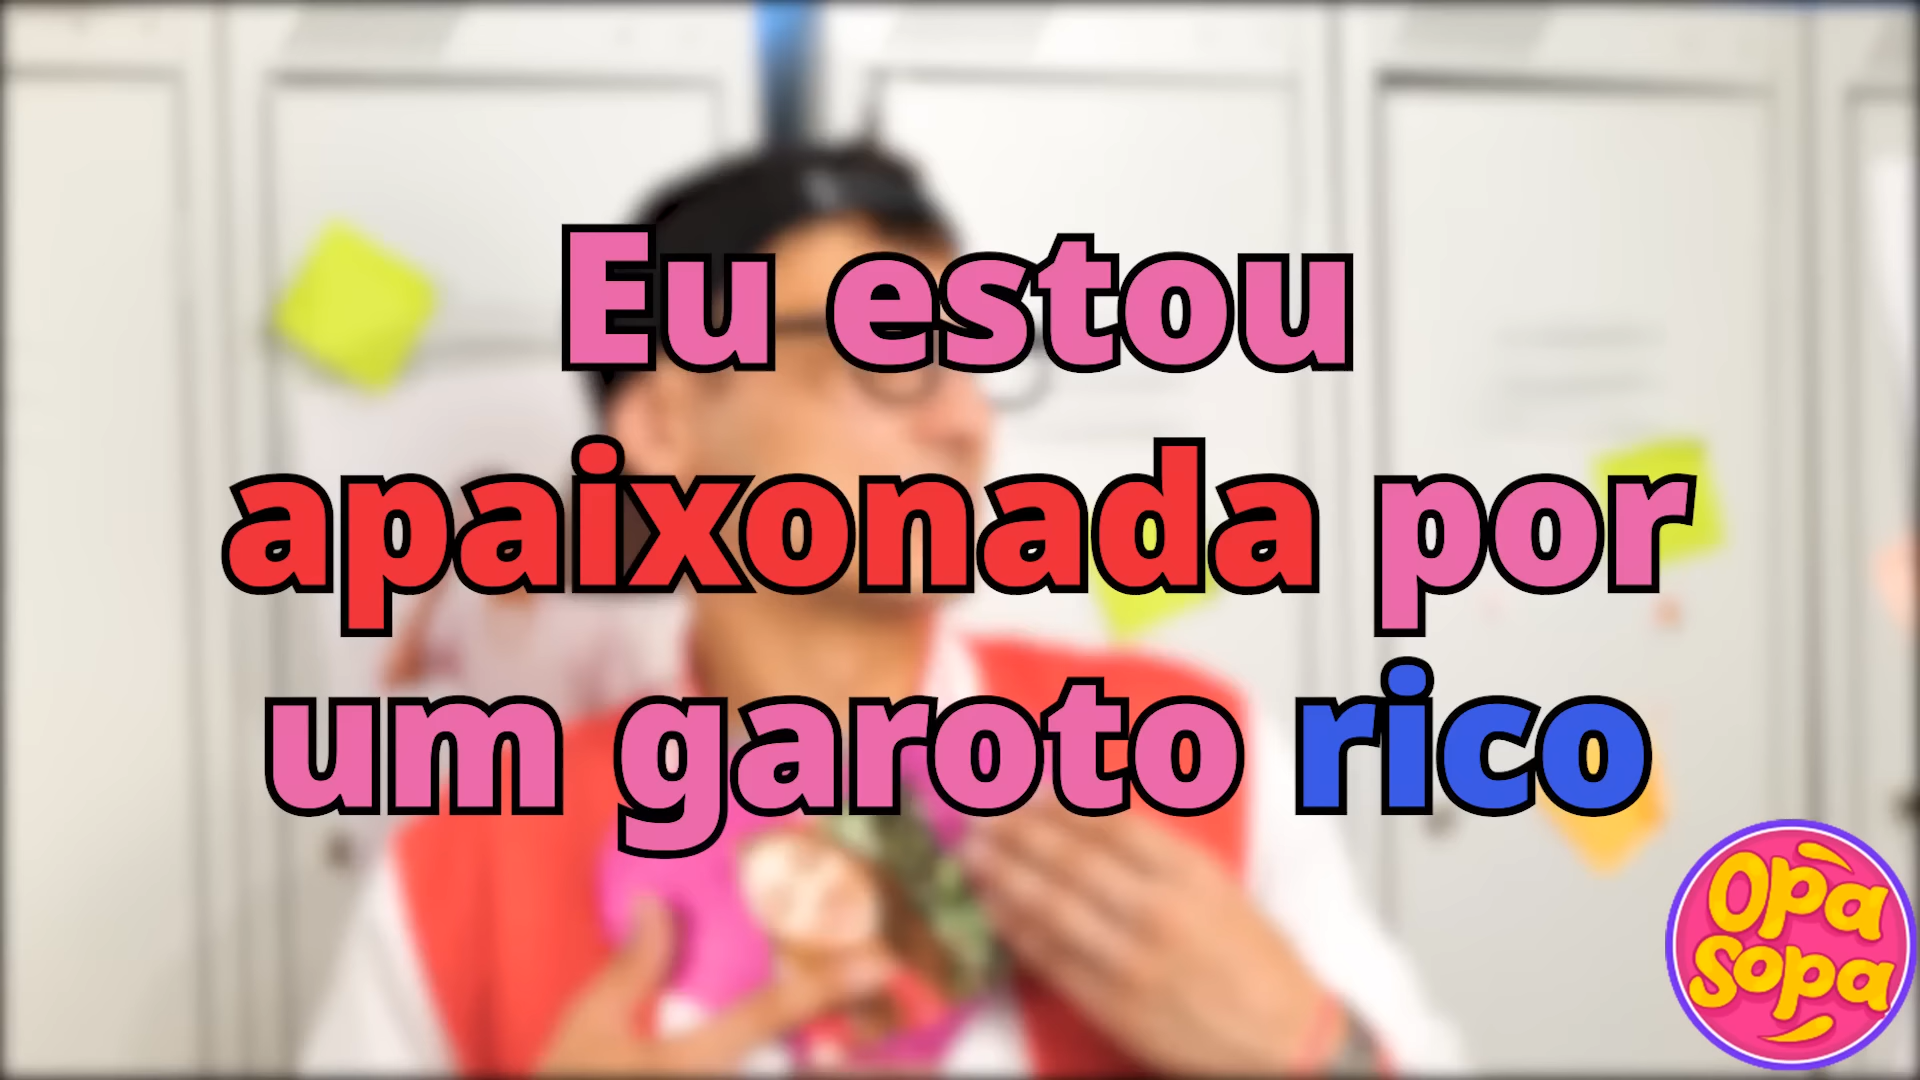 Eu estou
apaixonada por
um garoto rico
Opa
Sopa